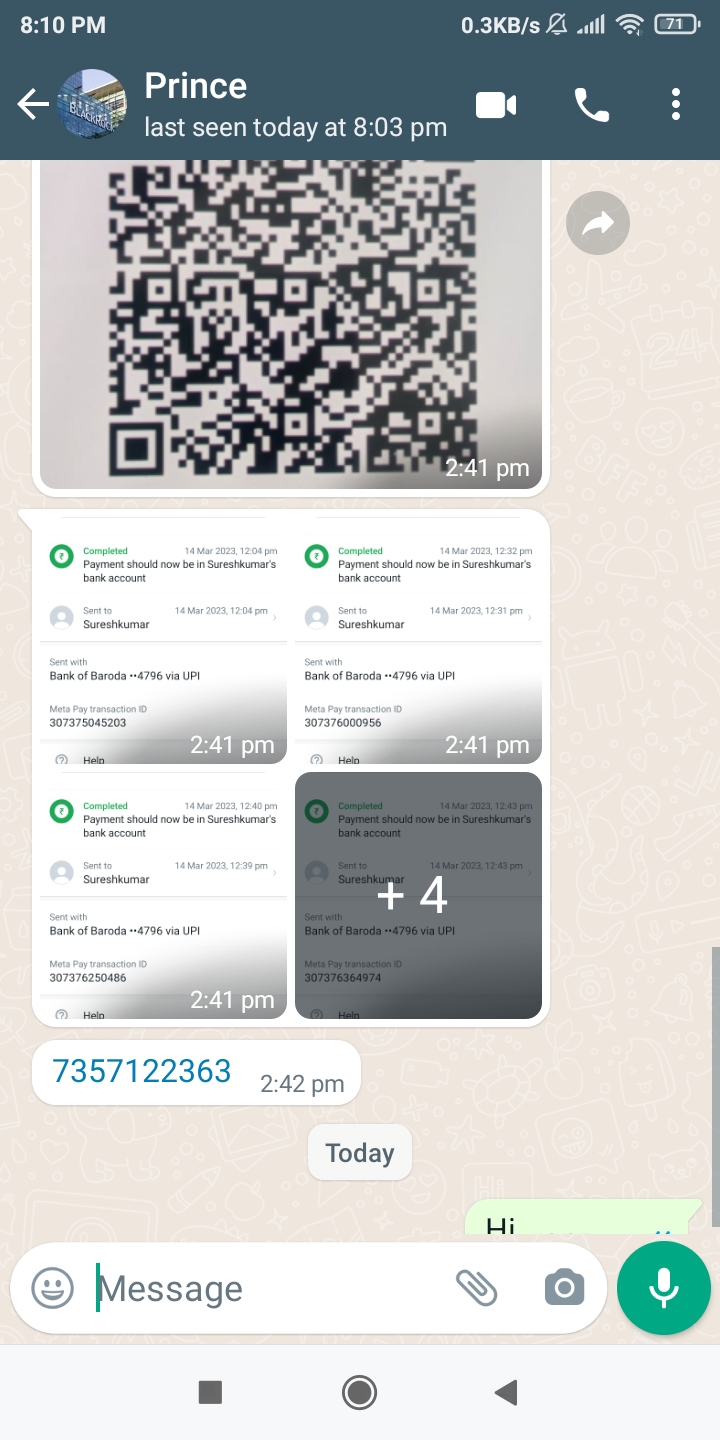 8:10 PM 0.3KB/s 71
Prince
last seen today at 8:03 pm
BLACKROCK
2:41 pm
Completed 14 Mar 2023, 12:04 pm
Payment should now be in Sureshkumar's
bank account
Sent to 14 Mar 2023, 12:04 pm
Sureshkumar
Sent with
Bank of Baroda ••4796 via UPI
Meta Pay transaction ID
307375045203
Help
2:41 pm
Completed 14 Mar 2023, 12:32 pm
Payment should now be in Sureshkumar's
bank account
Sent to 14 Mar 2023, 12:31 pm
Sureshkumar
Sent with
Bank of Baroda ••4796 via UPI
Meta Pay transaction ID
307376000956
Help
2:41 pm
Completed 14 Mar 2023, 12:40 pm
Payment should now be in Sureshkumar's
bank account
Sent to 14 Mar 2023, 12:39 pm
Sureshkumar
Sent with
Bank of Baroda ••4796 via UPI
Meta Pay transaction ID
307376250486
Help
2:41 pm
Completed 14 Mar 2023, 12:43 pm
Payment should now be in Sureshkumar's
bank account
Sent to 14 Mar 2023, 12:43 pm
Sureshkumar
+ 4
Sent with
Bank of Baroda ••4796 via UPI
Meta Pay transaction ID
307376364974
Help
7357122363 2:42 pm
Today
Hi
Message